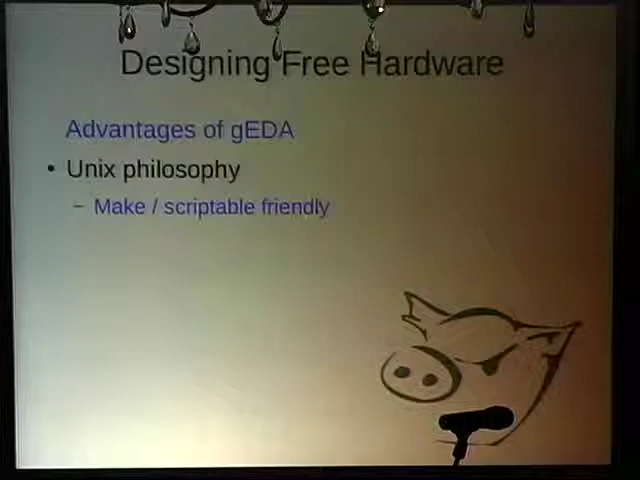 Designing Free Hardware
Advantages of gEDA
• Unix philosophy
– Make / scriptable friendly